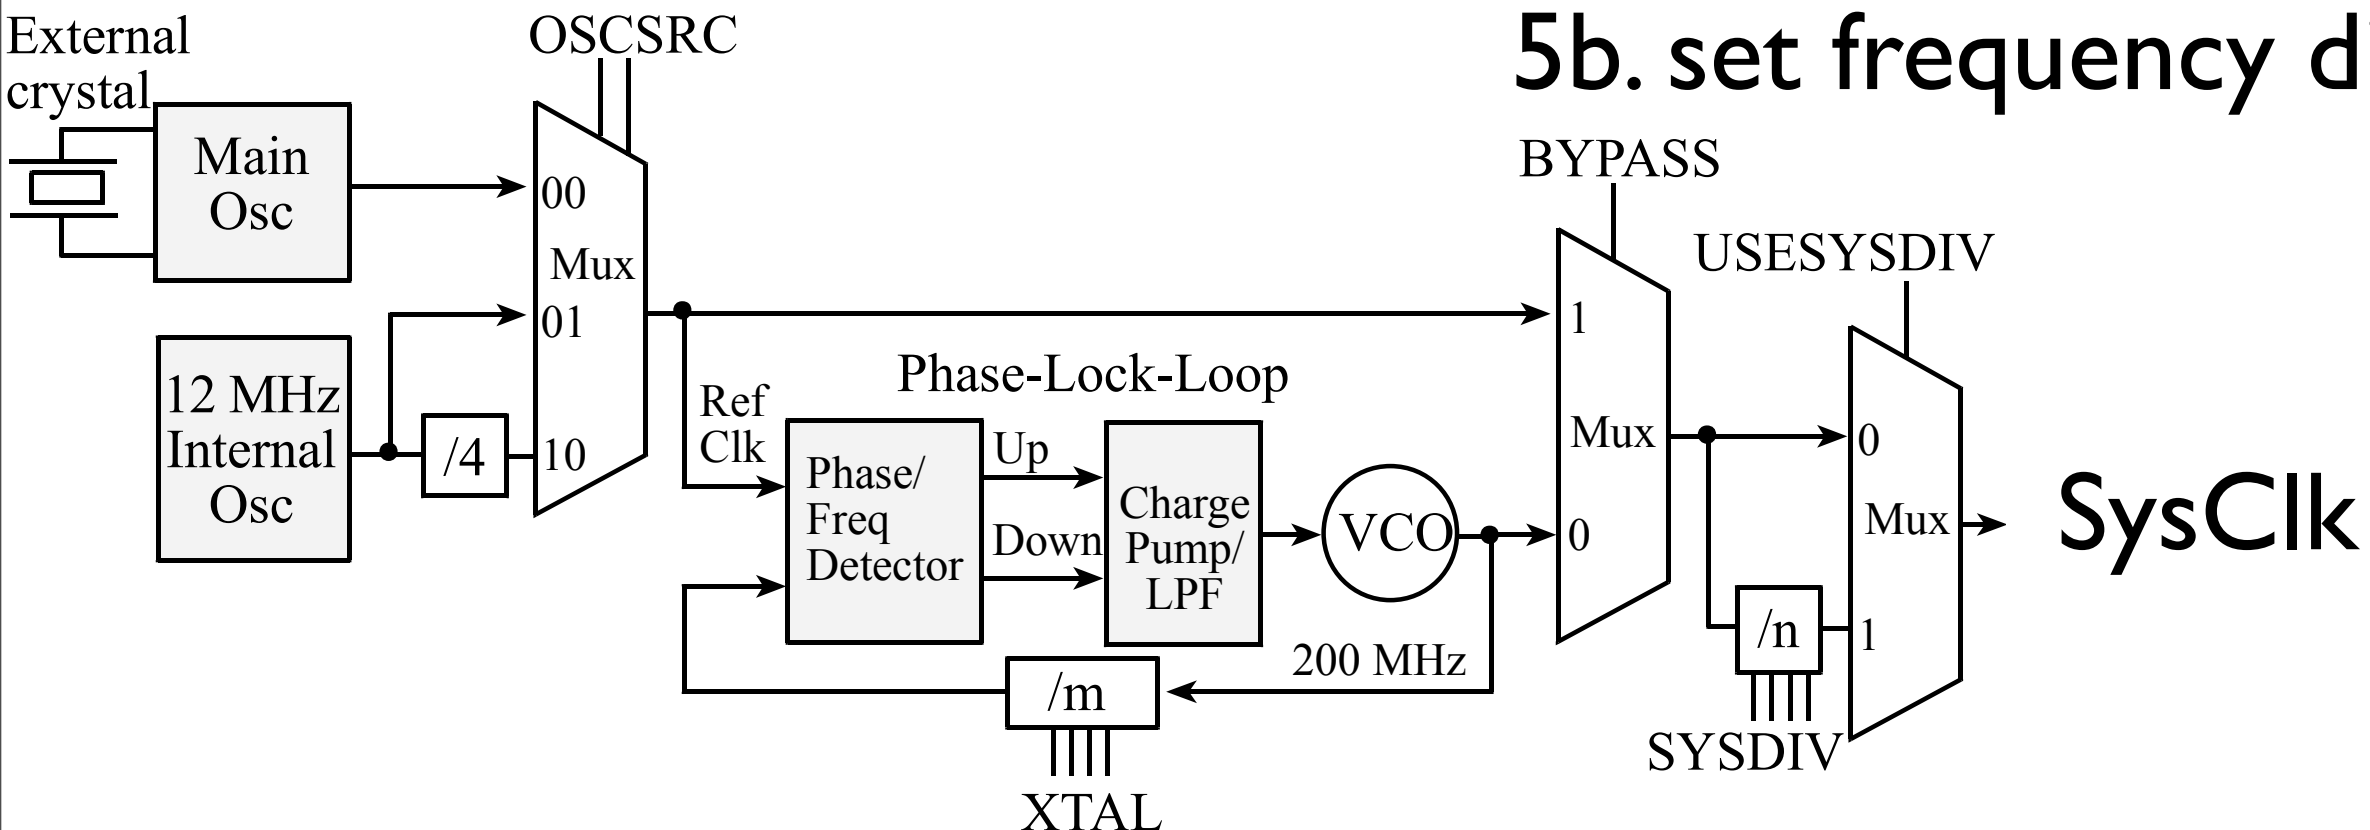 External
crystal
OSCSRC
5b. set frequency
Main
Osc
00
Mux
01
10
12 MHz
Internal
Osc
/4
BYPASS
USESYSDIV
Phase-Lock-Loop
Ref
Clk
Phase/
Freq
Detector
Up
Down
Charge
Pump/
LPF
VCO
200 MHz
/m
XTAL
1
Mux
0
0
Mux
1
/n
SYSDIV
SysClk